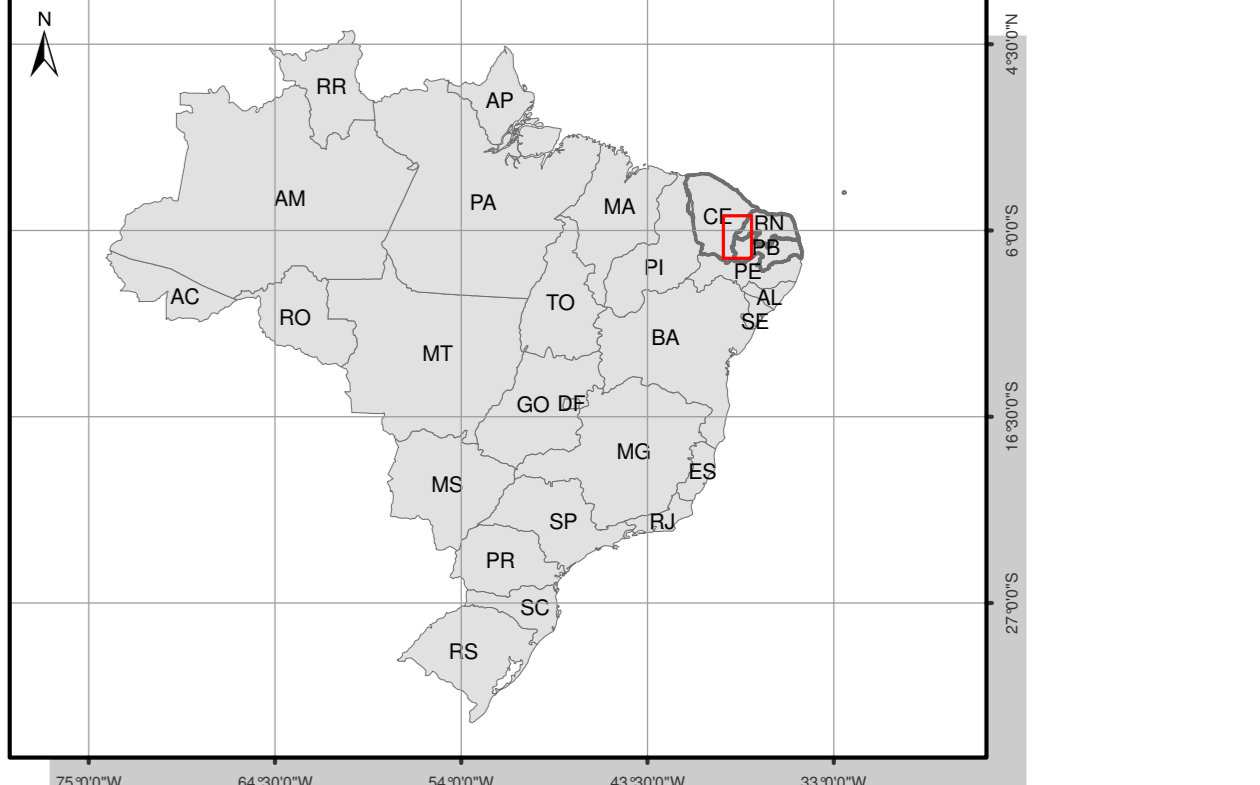 N
4°30'0"N
RR
AP
AM
PA
MA
CE
RN
6°0'0"S
PB
PI
PE
AC
TO
AL
RO
SE
BA
MT
GO
DF
16°30'0"S
MG
ES
MS
SP
RJ
PR
SC
27°0'0"S
RS
75°0'0"W
64°30'0"W
54°0'0"W
43°30'0"W
33°0'0"W